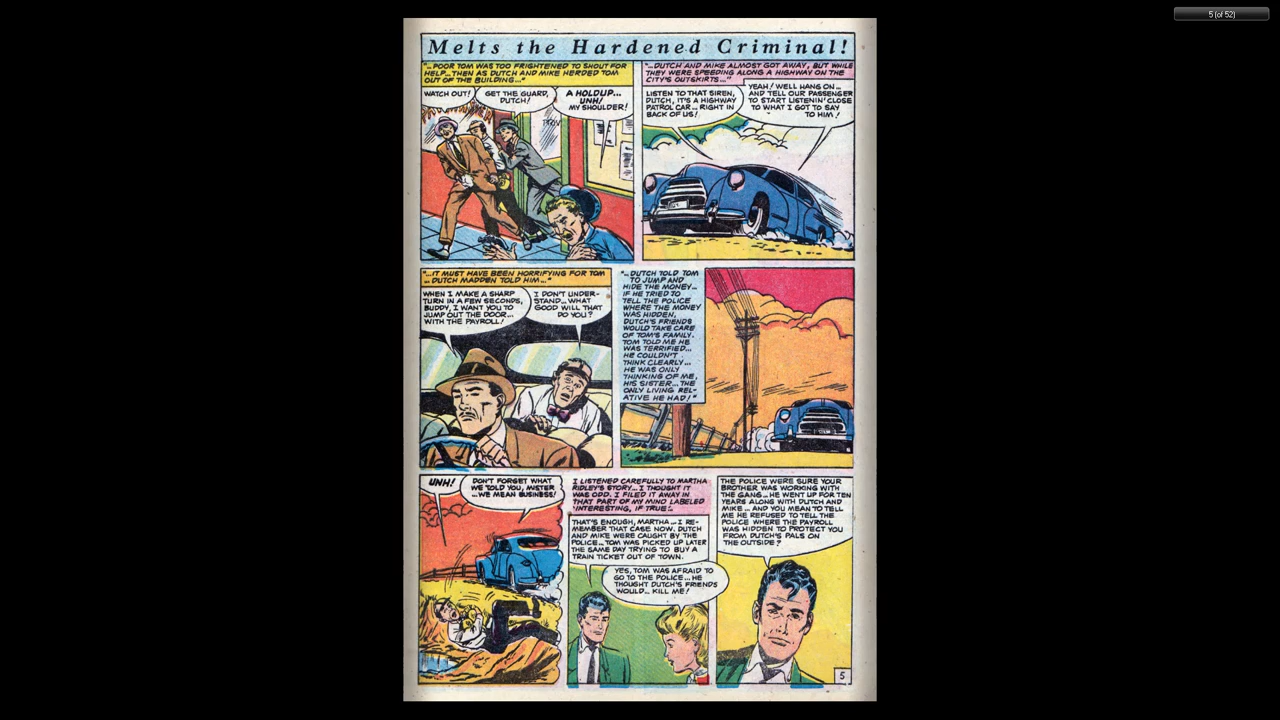 5 (of 52)
Melts the Hardened Criminal!
"...POOR TOM WAS TOO FRIGHTENED TO SHOUT FOR
HELP...THEN AS DUTCH AND MIKE HERDED TOM
OUT OF THE BUILDING..."
WATCH OUT!
GET THE GUARD,
DUTCH!
A HOLDUP...
UNH!
MY SHOULDER!
"...DUTCH AND MIKE ALMOST GOT AWAY, BUT WHILE
THEY WERE SPEEDING ALONG A HIGHWAY ON THE
CITY'S OUTSKIRTS..."
LISTEN TO THAT SIREN,
DUTCH, IT'S A HIGHWAY
PATROL CAR... RIGHT IN
BACK OF US!
YEAH! WELL HANG ON...
AND TELL OUR PASSENGER
TO START LISTENIN' CLOSE
TO WHAT I GOT TO SAY
TO HIM!
"...IT MUST HAVE BEEN HORRIFYING FOR TOM
... DUTCH MADDEN TOLD HIM..."
WHEN I MAKE A SHARP
TURN IN A FEW SECONDS,
BUDDY, I WANT YOU TO
JUMP OUT THE DOOR...
WITH THE PAYROLL!
I DON'T UNDER-
STAND...WHAT
GOOD WILL THAT
DO YOU?
"...DUTCH TOLD TOM
TO JUMP AND
HIDE THE MONEY...
IF HE TRIED TO
TELL THE POLICE
WHERE THE MONEY
WAS HIDDEN,
DUTCH'S FRIENDS
WOULD TAKE CARE
OF TOM'S FAMILY.
TOM TOLD ME HE
WAS TERRIFIED...
HE COULDN'T
THINK CLEARLY...
HE WAS ONLY
THINKING OF ME,
HIS SISTER...THE
ONLY LIVING REL-
ATIVE HE HAD!"
UNH!
DON'T FORGET WHAT
WE TOLD YOU, MISTER
...WE MEAN BUSINESS!
I LISTENED CAREFULLY TO MARTHA
RIDLEY'S STORY... I THOUGHT IT
WAS ODD. I FILED IT AWAY IN
THAT PART OF MY MIND LABELED
'INTERESTING, IF TRUE'...
THAT'S ENOUGH, MARTHA... I RE-
MEMBER THAT CASE NOW. DUTCH
AND MIKE WERE CAUGHT BY THE
POLICE... TOM WAS PICKED UP LATER
THE SAME DAY TRYING TO BUY A
TRAIN TICKET OUT OF TOWN.
YES, TOM WAS AFRAID TO
GO TO THE POLICE...HE
THOUGHT DUTCH'S FRIENDS
WOULD... KILL ME!
THE POLICE WERE SURE YOUR
BROTHER WAS WORKING WITH
THE GANG...HE WENT UP FOR TEN
YEARS ALONG WITH DUTCH AND
MIKE... AND YOU MEAN TO TELL
ME HE REFUSED TO TELL THE
POLICE WHERE THE PAYROLL
WAS HIDDEN TO PROTECT YOU
FROM DUTCH'S PALS ON
THE OUTSIDE?
5